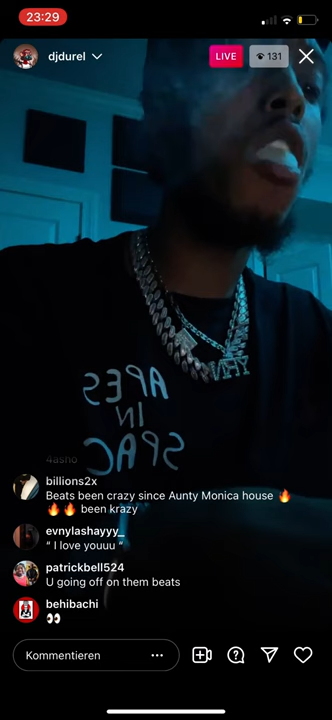 23:29
djdurel
LIVE
131
APES
IN
SPAC
4asho
billions2x
Beats been crazy since Aunty Monica house 🔥
🔥🔥 been krazy
evnylashayyy_
“ I love youuu “
patrickbell524
U going off on them beats
behibachi
👀
Kommentieren